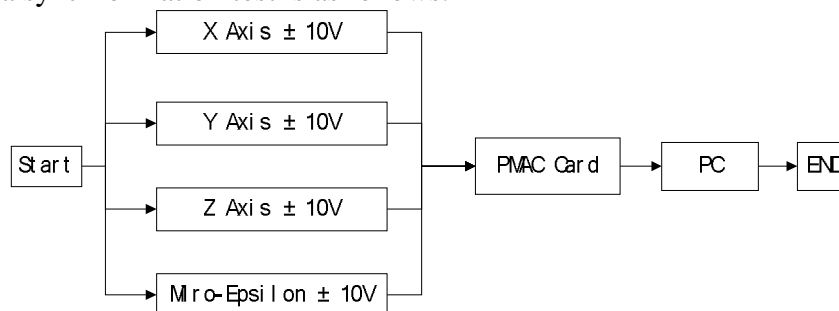 X Axis ± 10V
Y Axis ± 10V
Start
PMAC Card
PC
END
Z Axis ± 10V
Miro-Epsilon ± 10V